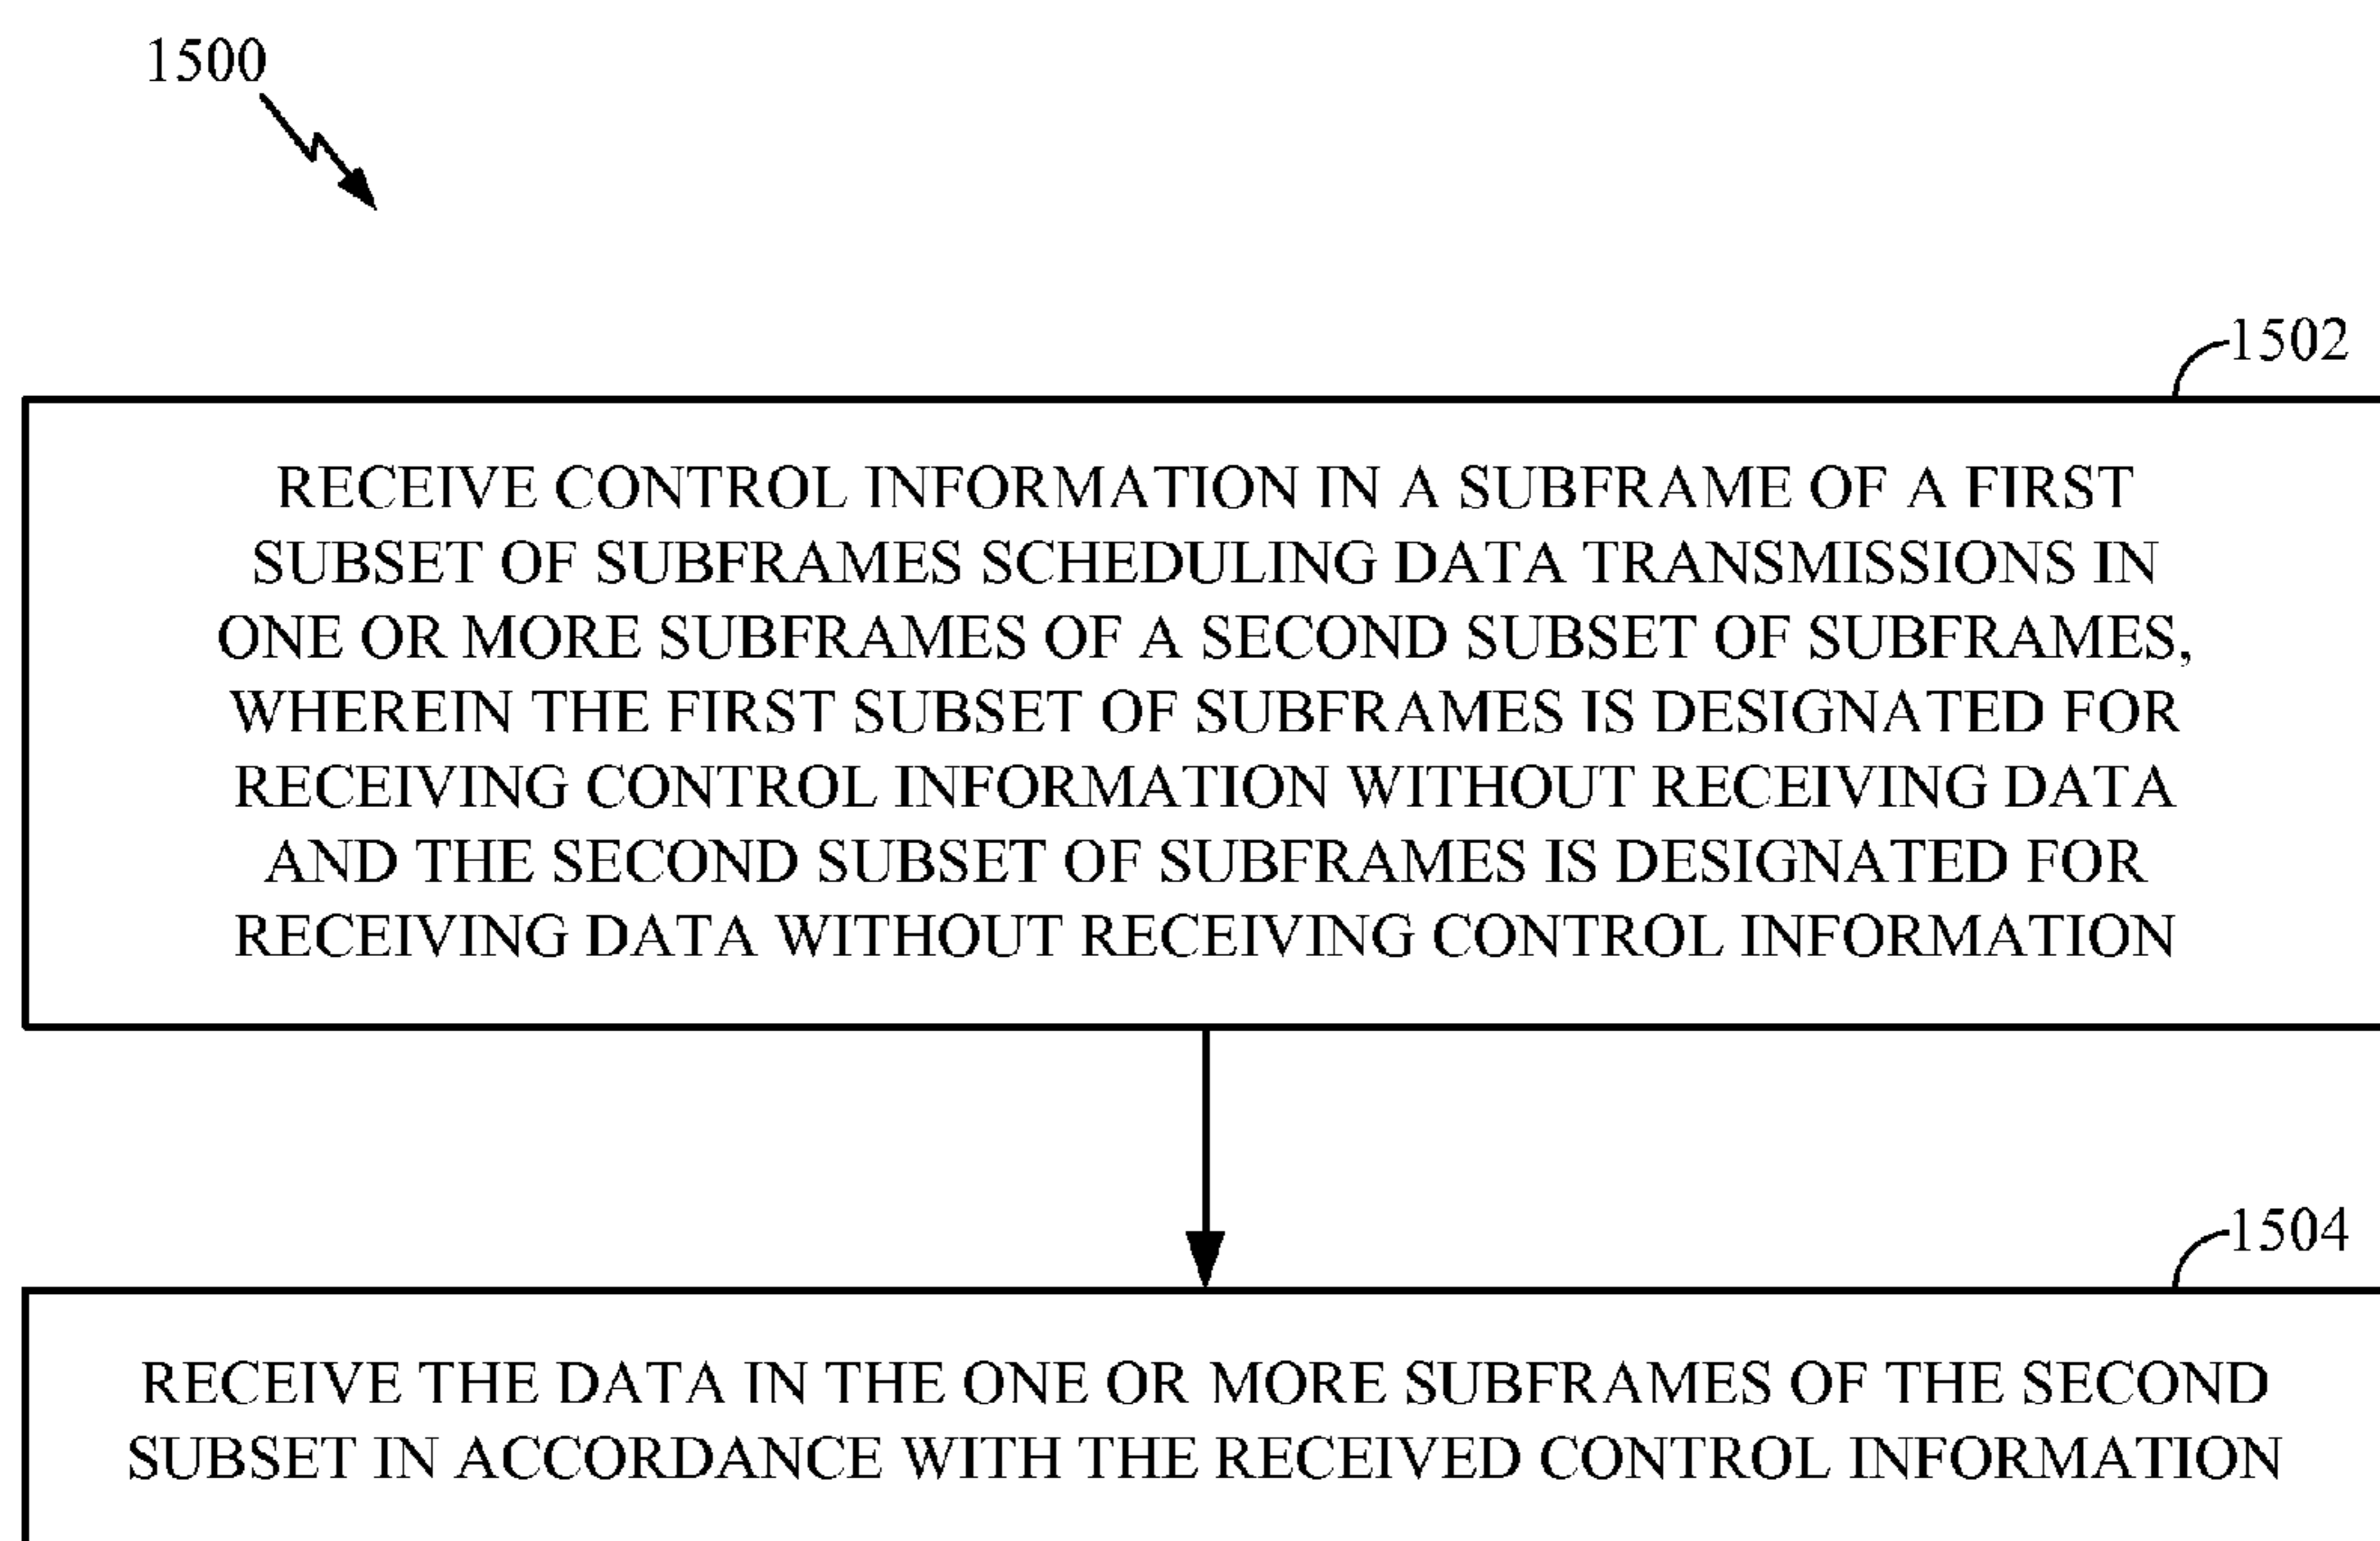 1500
1502
RECEIVE CONTROL INFORMATION IN A SUBFRAME OF A FIRST
SUBSET OF SUBFRAMES SCHEDULING DATA TRANSMISSIONS IN
ONE OR MORE SUBFRAMES OF A SECOND SUBSET OF SUBFRAMES,
WHEREIN THE FIRST SUBSET OF SUBFRAMES IS DESIGNATED FOR
RECEIVING CONTROL INFORMATION WITHOUT RECEIVING DATA
AND THE SECOND SUBSET OF SUBFRAMES IS DESIGNATED FOR
RECEIVING DATA WITHOUT RECEIVING CONTROL INFORMATION
1504
RECEIVE THE DATA IN THE ONE OR MORE SUBFRAMES OF THE SECOND
SUBSET IN ACCORDANCE WITH THE RECEIVED CONTROL INFORMATION